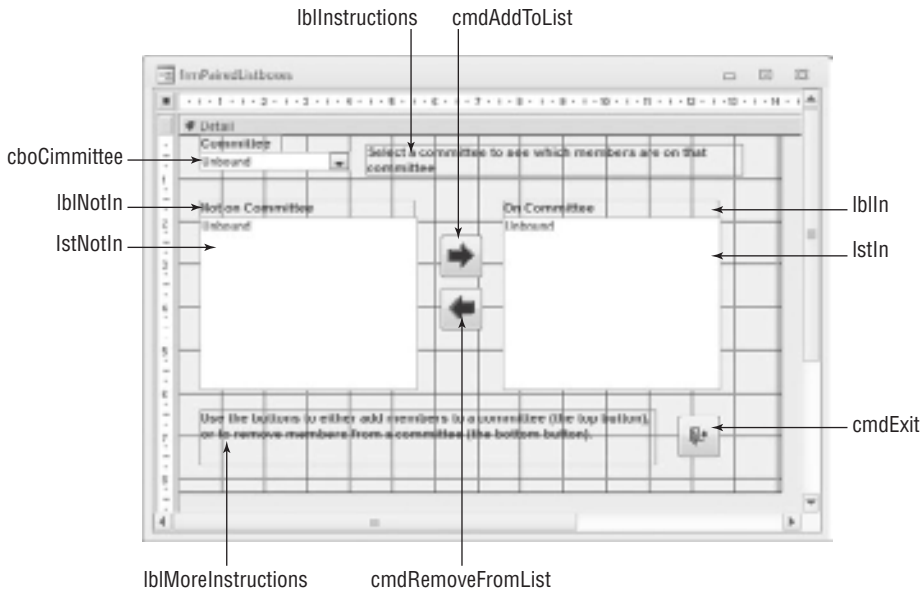 lblInstructions cmdAddToList
frmPairedListboxes
Detail
Committee
cboCimmittee
Unbound
Select a committee to see which members are on that
committee
lblNotIn
Not on Committee
On Committee
lblIn
Unbound
Unbound
lstNotIn
lstIn
Use the buttons to either add members to a committee (the top button),
or to remove members from a committee (the bottom button).
cmdExit
lblMoreInstructions cmdRemoveFromList